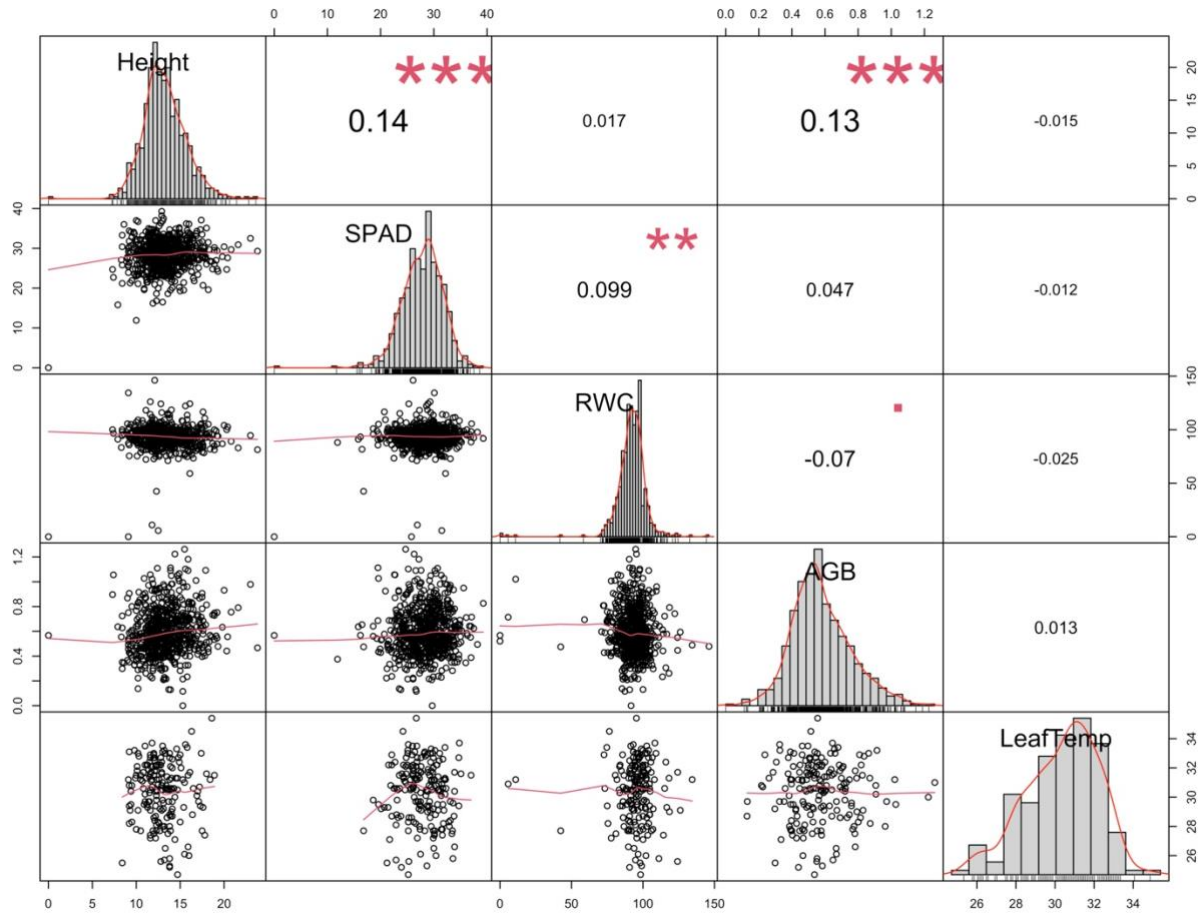 0 10 20 30 40 0.0 0.2 0.4 0.6 0.8 1.0 1.2
Height *** 0.14 0.017 *** 0.13 -0.015 0 5 10 15 20
0 10 20 30 40 SPAD ** 0.099 0.047 -0.012
RWC -0.07 -0.025 0 50 100 150
0.0 0.4 0.8 1.2 AGB 0.013
LeafTemp 26 28 30 32 34
0 5 10 15 20 0 50 100 150 26 28 30 32 34